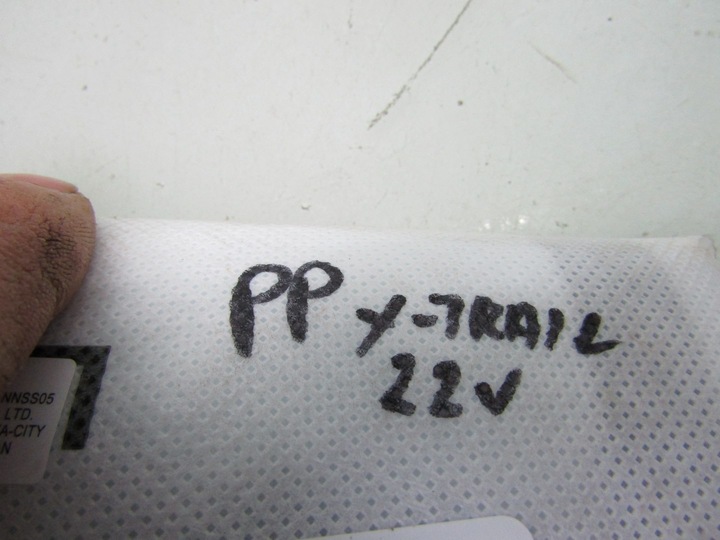 PP X-TRAIL
22V
ANNSS05
LTD.
A-CITY
N